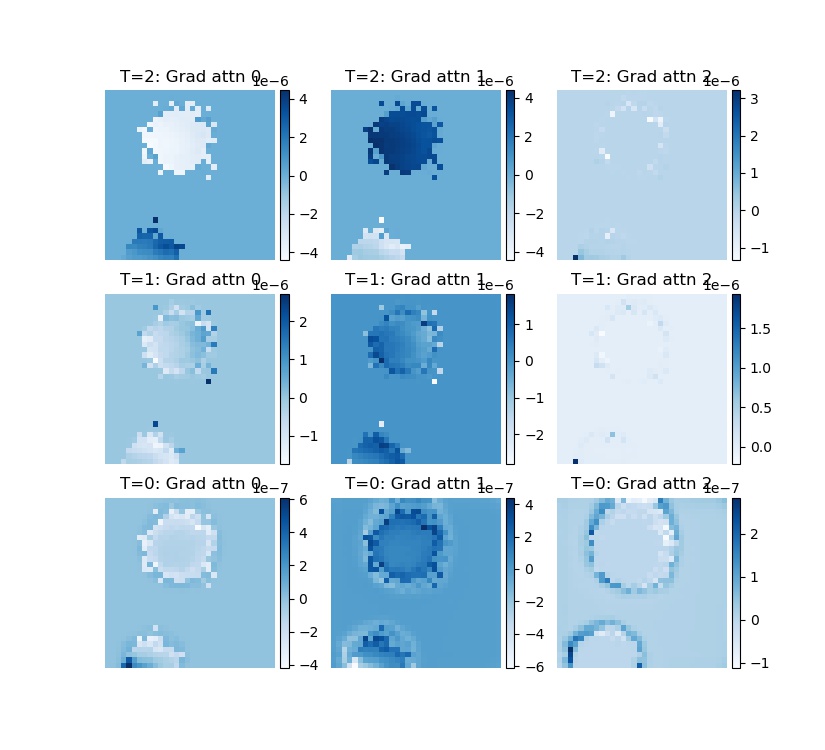 T=2: Grad attn 0
1e−6
T=2: Grad attn 1
1e−6
T=2: Grad attn 2
1e−6
4
2
0
−2
−4
4
2
0
−2
−4
3
2
1
0
−1
T=1: Grad attn 0
1e−6
T=1: Grad attn 1
1e−6
T=1: Grad attn 2
1e−6
2
1
0
−1
1
0
−1
−2
1.5
1.0
0.5
0.0
T=0: Grad attn 0
1e−7
T=0: Grad attn 1
1e−7
T=0: Grad attn 2
1e−7
6
4
2
0
−2
−4
4
2
0
−2
−4
−6
2
1
0
−1